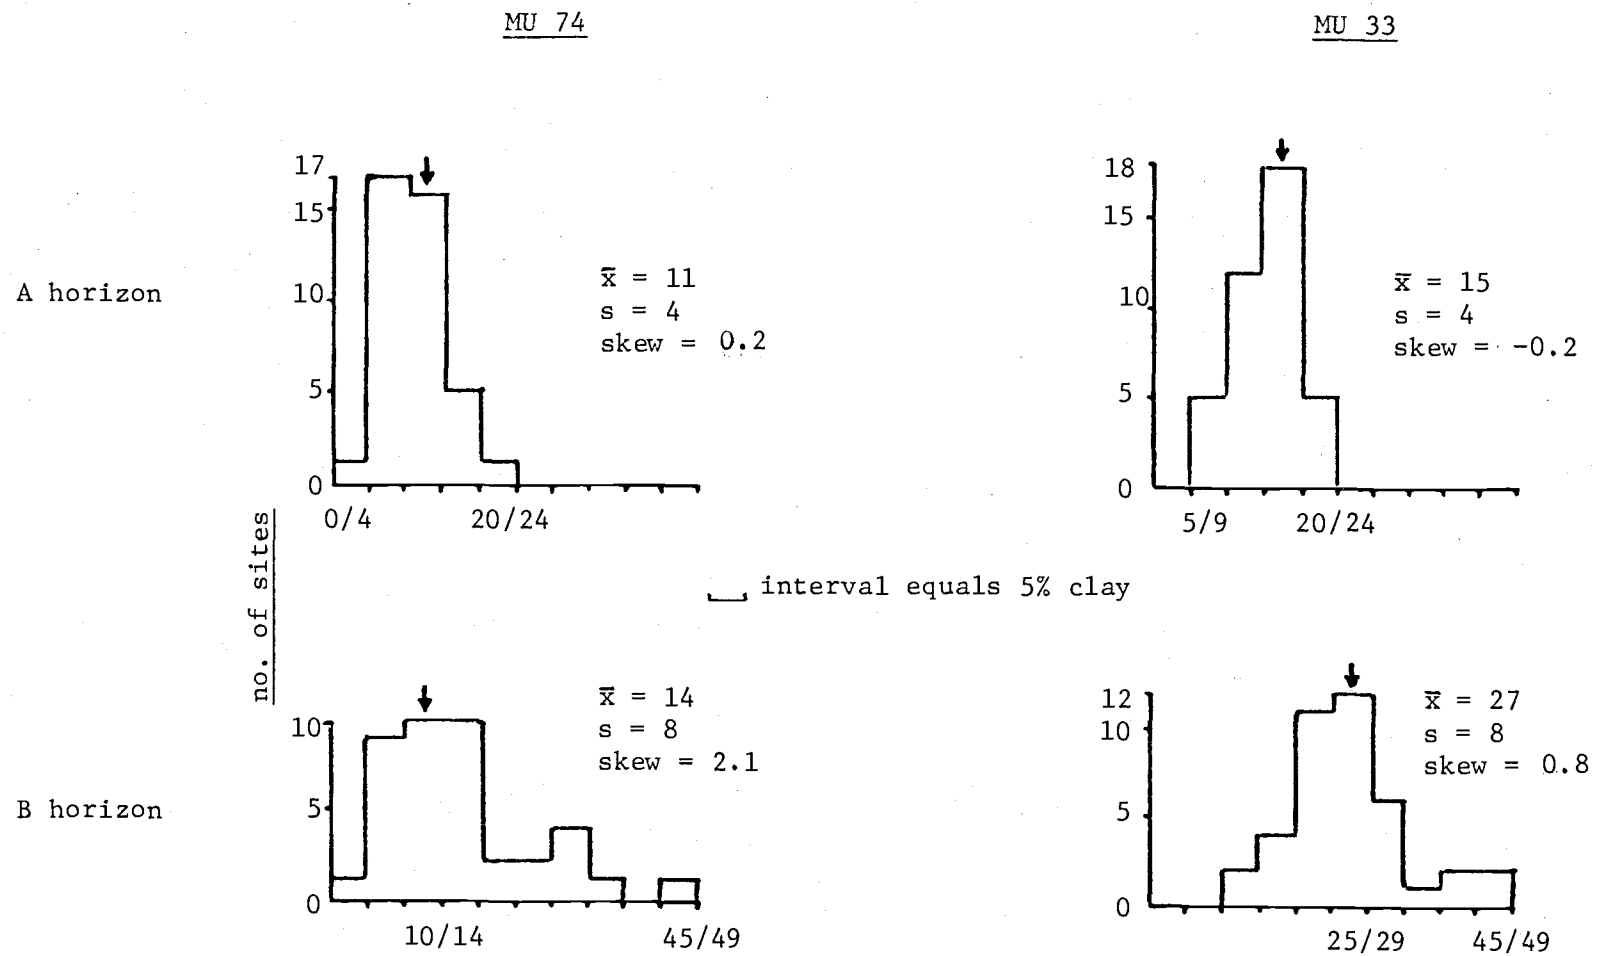 MU 74
MU 33
A horizon
17
15
10
5
0
0/4 20/24
x̄ = 11
s = 4
skew = 0.2
18
15
10
5
0
5/9 20/24
x̄ = 15
s = 4
skew = -0.2
no. of sites
interval equals 5% clay
B horizon
10
5
0
10/14 45/49
x̄ = 14
s = 8
skew = 2.1
12
10
5
0
25/29 45/49
x̄ = 27
s = 8
skew = 0.8